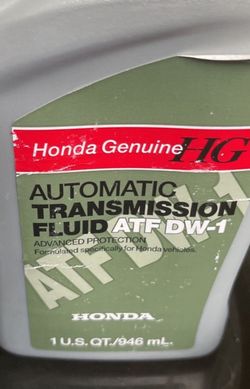 Honda Genuine HG
AUTOMATIC
TRANSMISSION
FLUID ATF DW-1
ADVANCED PROTECTION
Formulated specifically for Honda vehicles.
HONDA
1 U.S. QT./946 mL.